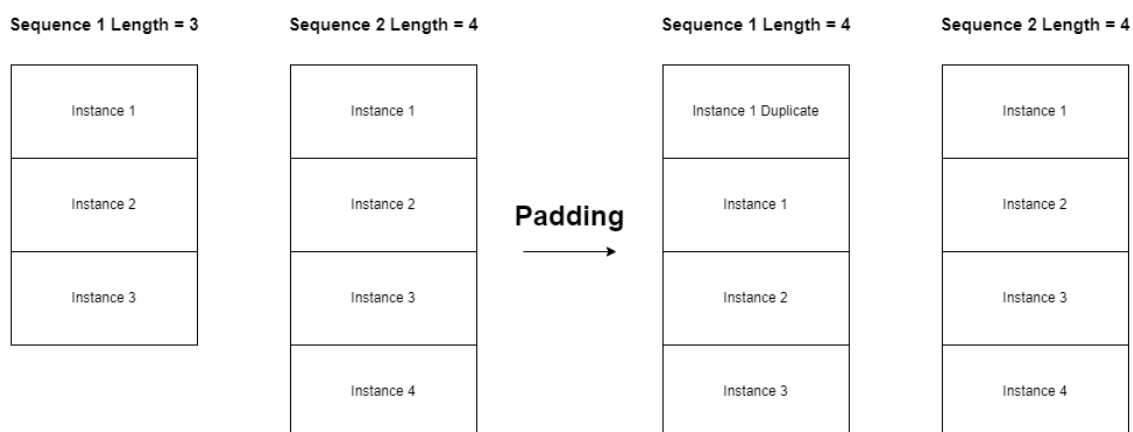 Sequence 1 Length = 3
Sequence 2 Length = 4
Sequence 1 Length = 4
Sequence 2 Length = 4
Instance 1
Instance 1
Instance 1 Duplicate
Instance 1
Instance 2
Instance 2
Instance 1
Instance 2
Padding
Instance 3
Instance 3
Instance 2
Instance 3
Instance 4
Instance 3
Instance 4